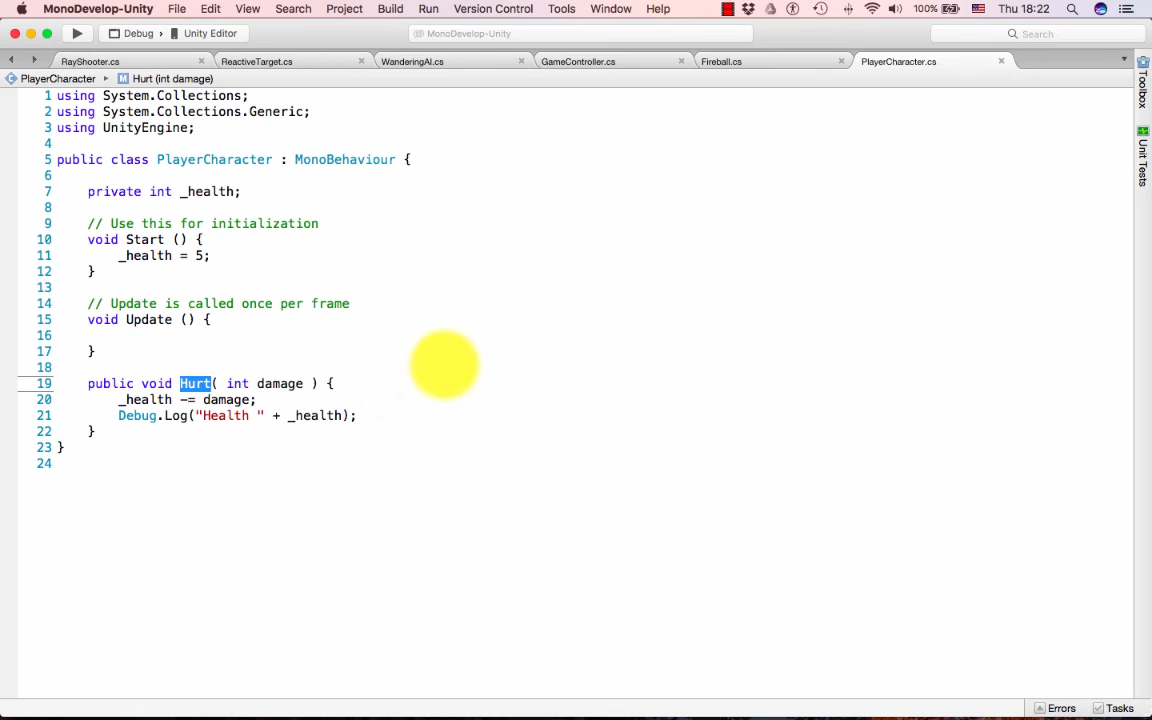 MonoDevelop-Unity File Edit View Search Project Build Run Version Control Tools Window Help 100% Thu 18:22
Debug Unity Editor MonoDevelop-Unity Search
RayShooter.cs ReactiveTarget.cs WanderingAI.cs GameController.cs Fireball.cs PlayerCharacter.cs
PlayerCharacter Hurt (int damage)
1 using System.Collections;
2 using System.Collections.Generic;
3 using UnityEngine;
4
5 public class PlayerCharacter : MonoBehaviour {
6
7 private int _health;
8
9 // Use this for initialization
10 void Start () {
11 _health = 5;
12 }
13
14 // Update is called once per frame
15 void Update () {
16
17 }
18
19 public void Hurt( int damage ) {
20 _health -= damage;
21 Debug.Log("Health " + _health);
22 }
23 }
24
Toolbox
Unit Tests
Errors Tasks